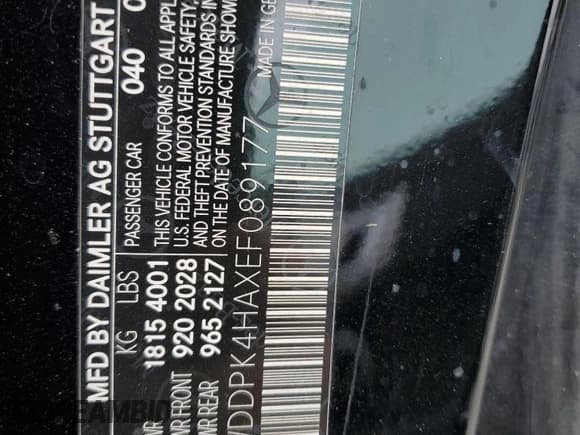 MFD BY DAIMLER AG STUTTGART
KG LBS PASSENGER CAR 040
1815 4001 THIS VEHICLE CONFORMS TO ALL APPL
FRONT 920 2028 U.S. FEDERAL MOTOR VEHICLE SAFETY,
REAR 965 2127 AND THEFT PREVENTION STANDARDS IN
ON THE DATE OF MANUFACTURE SHOWN
DDPK4HAXEF089177
MADE IN GE